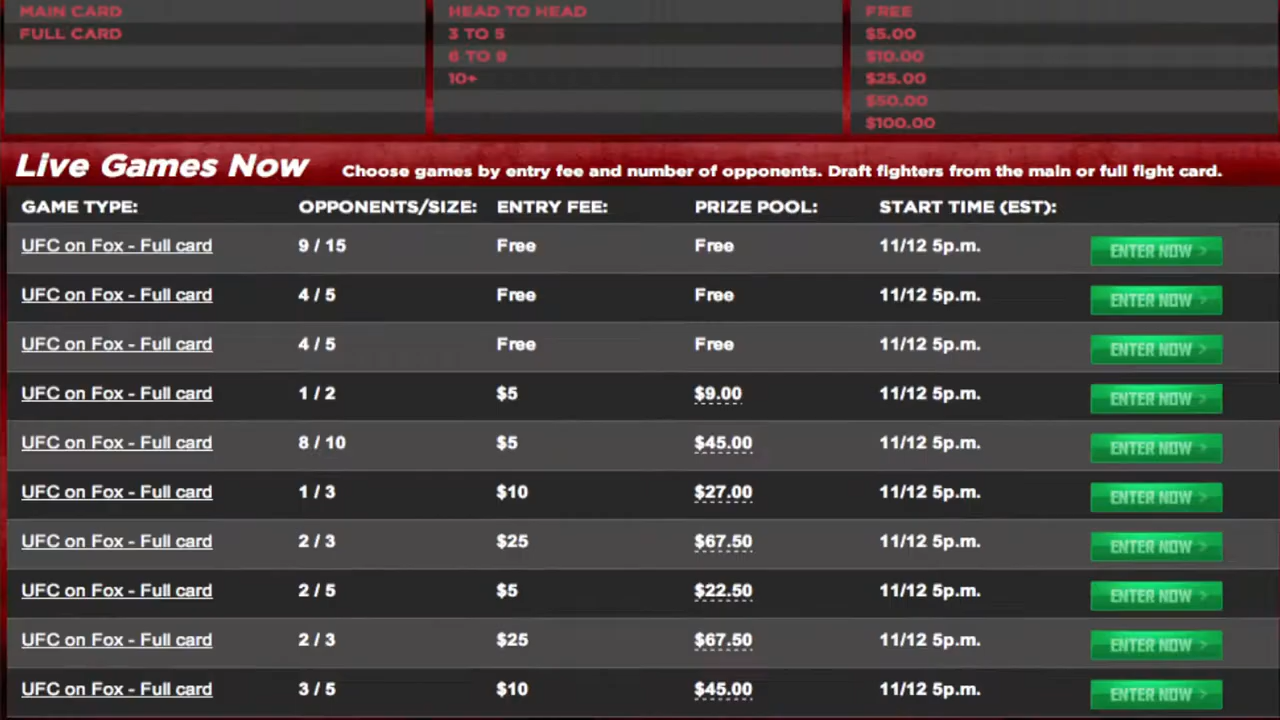 MAIN CARD HEAD TO HEAD FREE
FULL CARD 3 TO 5 $5.00
6 TO 9 $10.00
10+ $25.00
$50.00
$100.00
Live Games Now Choose games by entry fee and number of opponents. Draft fighters from the main or full fight card.
GAME TYPE: OPPONENTS/SIZE: ENTRY FEE: PRIZE POOL: START TIME (EST):
UFC on Fox - Full card 9 / 15 Free Free 11/12 5p.m. ENTER NOW >
UFC on Fox - Full card 4 / 5 Free Free 11/12 5p.m. ENTER NOW >
UFC on Fox - Full card 4 / 5 Free Free 11/12 5p.m. ENTER NOW >
UFC on Fox - Full card 1 / 2 $5 $9.00 11/12 5p.m. ENTER NOW >
UFC on Fox - Full card 8 / 10 $5 $45.00 11/12 5p.m. ENTER NOW >
UFC on Fox - Full card 1 / 3 $10 $27.00 11/12 5p.m. ENTER NOW >
UFC on Fox - Full card 2 / 3 $25 $67.50 11/12 5p.m. ENTER NOW >
UFC on Fox - Full card 2 / 5 $5 $22.50 11/12 5p.m. ENTER NOW >
UFC on Fox - Full card 2 / 3 $25 $67.50 11/12 5p.m. ENTER NOW >
UFC on Fox - Full card 3 / 5 $10 $45.00 11/12 5p.m. ENTER NOW >